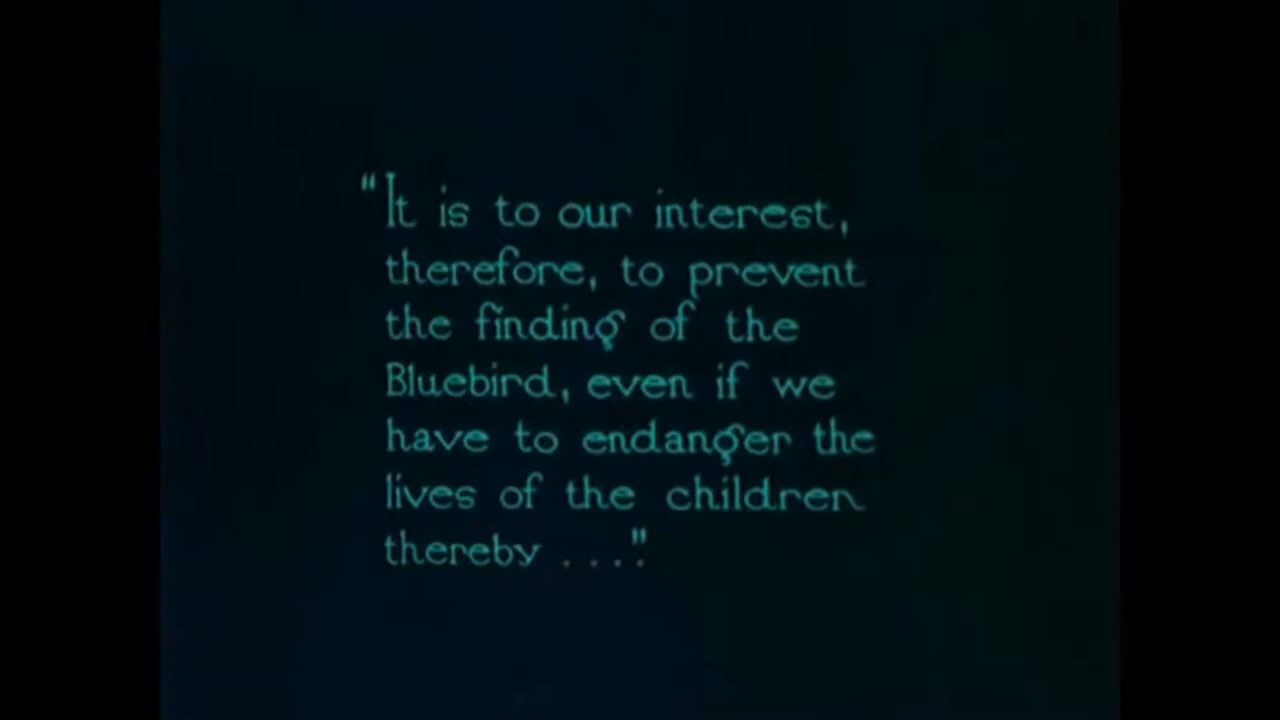 "It is to our interest,
therefore, to prevent
the finding of the
Bluebird, even if we
have to endanger the
lives of the children
thereby ...."